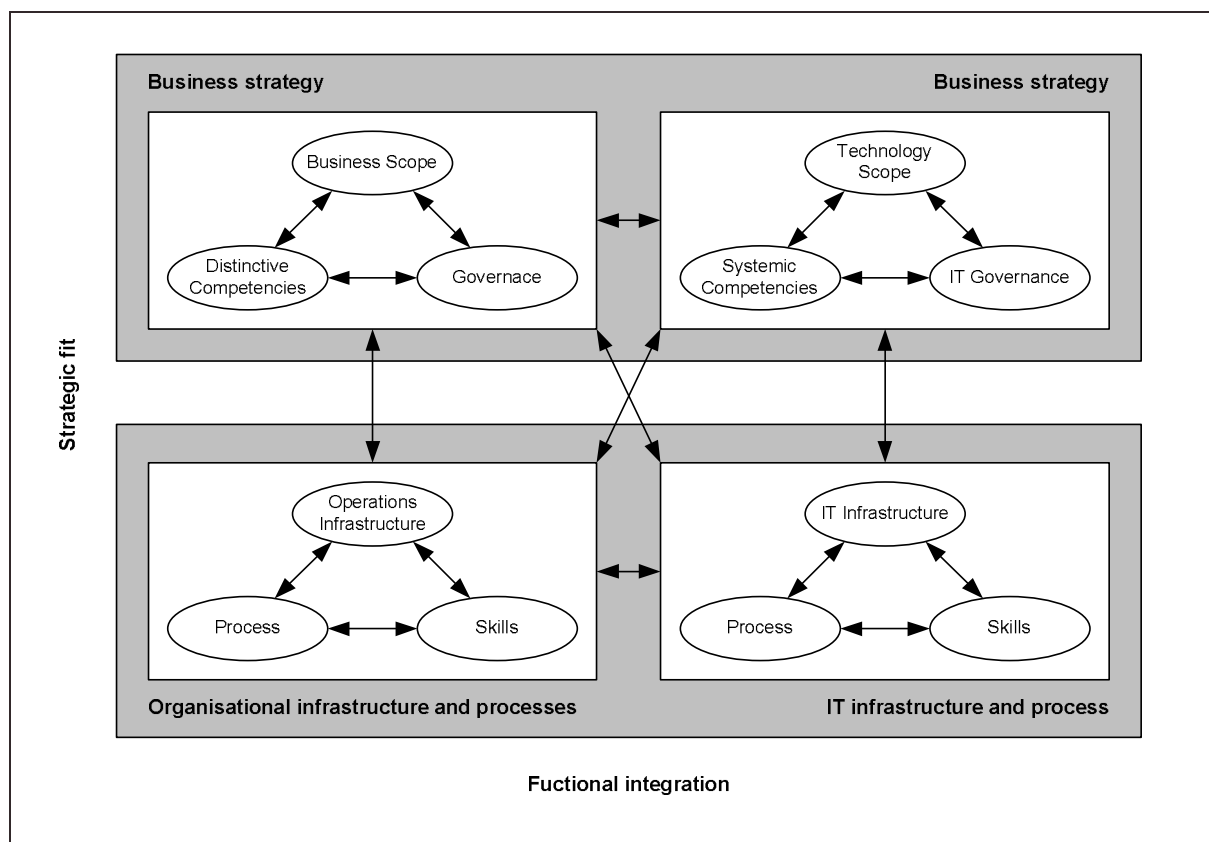 Business strategy
Business strategy
Business Scope
Distinctive
Competencies
Governace
Technology
Scope
Systemic
Competencies
IT Governance
Strategic fit
Operations
Infrastructure
Process
Skills
IT Infrastructure
Process
Skills
Organisational infrastructure and processes
IT infrastructure and process
Fuctional integration